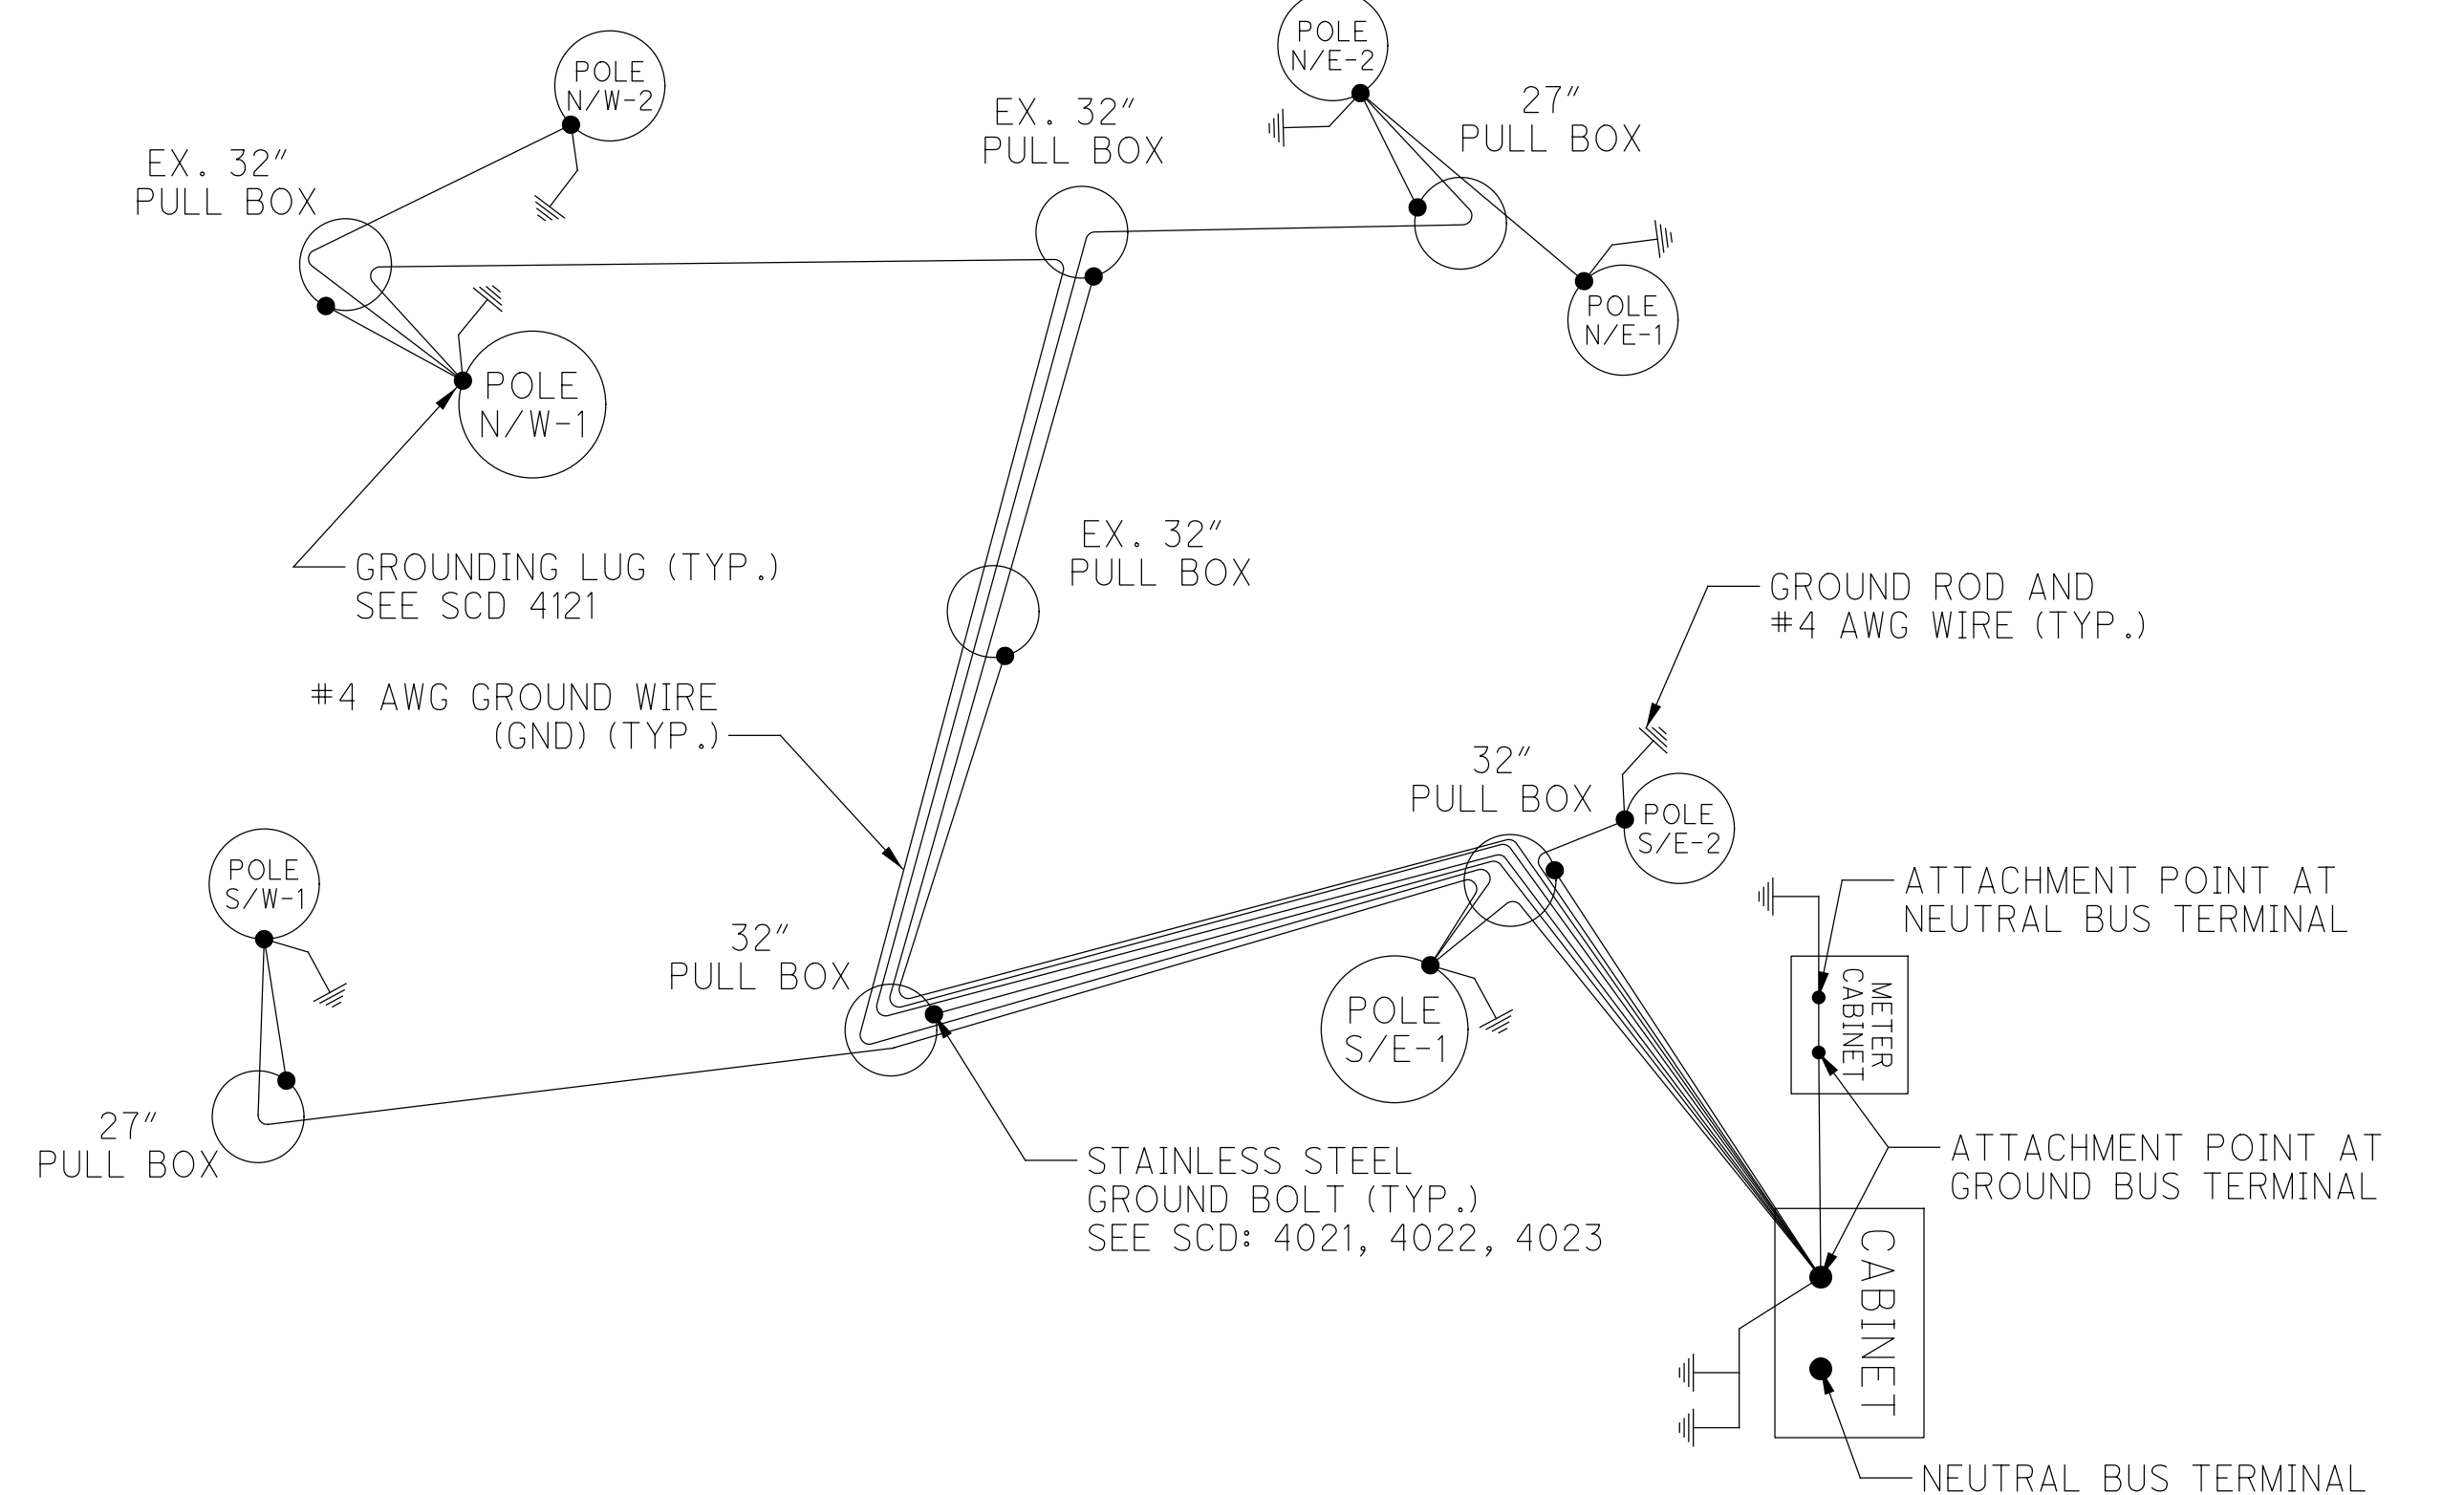 POLE
N/E-2
POLE
N/W-2
EX. 32"
PULL BOX
27"
PULL BOX
EX. 32"
PULL BOX
POLE
N/E-1
POLE
N/W-1
EX. 32"
PULL BOX
GROUNDING LUG (TYP.)
SEE SCD 4121
GROUND ROD AND
#4 AWG WIRE (TYP.)
#4 AWG GROUND WIRE
(GND) (TYP.)
32"
PULL BOX
POLE
S/E-2
POLE
S/W-1
ATTACHMENT POINT AT
NEUTRAL BUS TERMINAL
32"
PULL BOX
METER
CABINET
POLE
S/E-1
27"
PULL BOX
STAINLESS STEEL
GROUND BOLT (TYP.)
SEE SCD: 4021, 4022, 4023
ATTACHMENT POINT AT
GROUND BUS TERMINAL
CABINET
NEUTRAL BUS TERMINAL